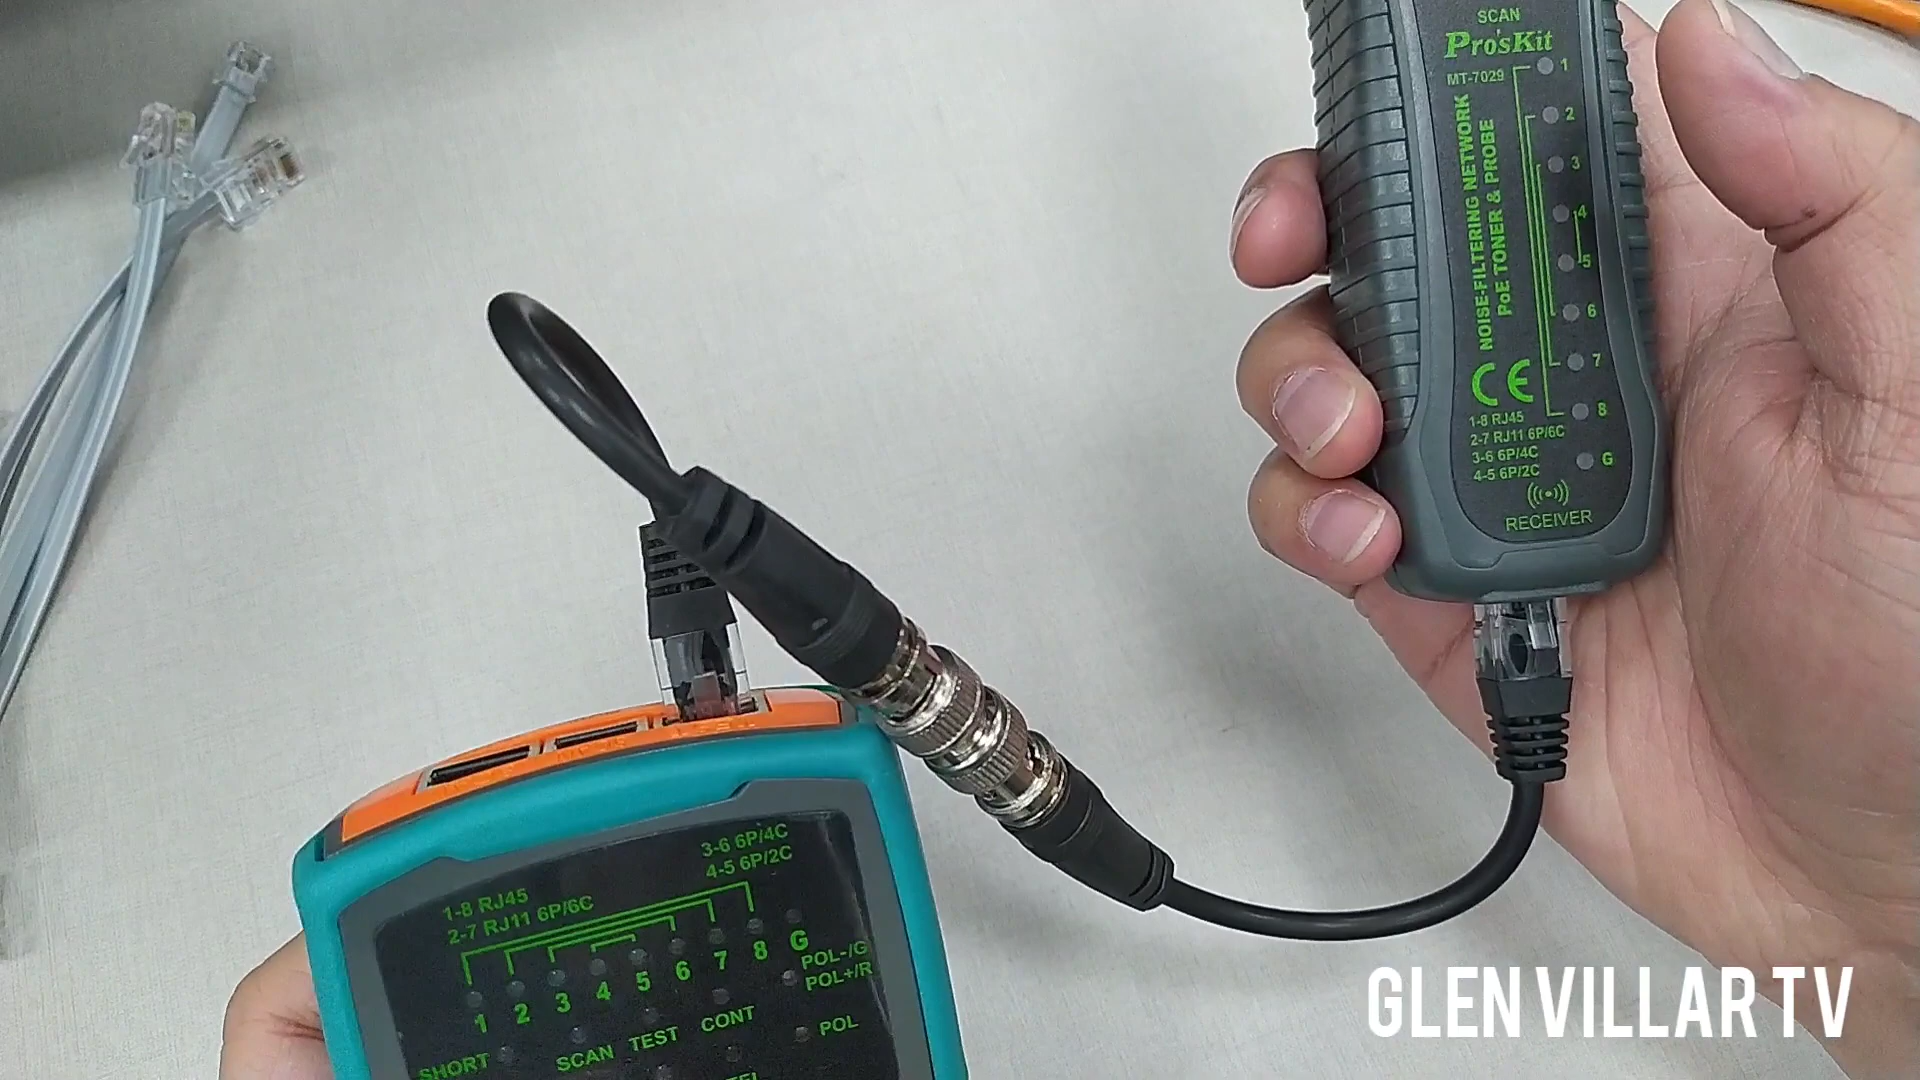 SCAN
Pro'sKit
MT-7029
NOISE-FILTERING NETWORK
PoE TONER & PROBE
1
2
3
4
5
6
7
8
G
CE
1-8 RJ45
2-7 RJ11 6P/6C
3-6 6P/4C
4-5 6P/2C
RECEIVER
3-6 6P/4C
4-5 6P/2C
1-8 RJ45
2-7 RJ11 6P/6C
1 2 3 4 5 6 7 8 G
POL-/G
POL+/R
SHORT SCAN TEST CONT POL
GLEN VILLAR TV